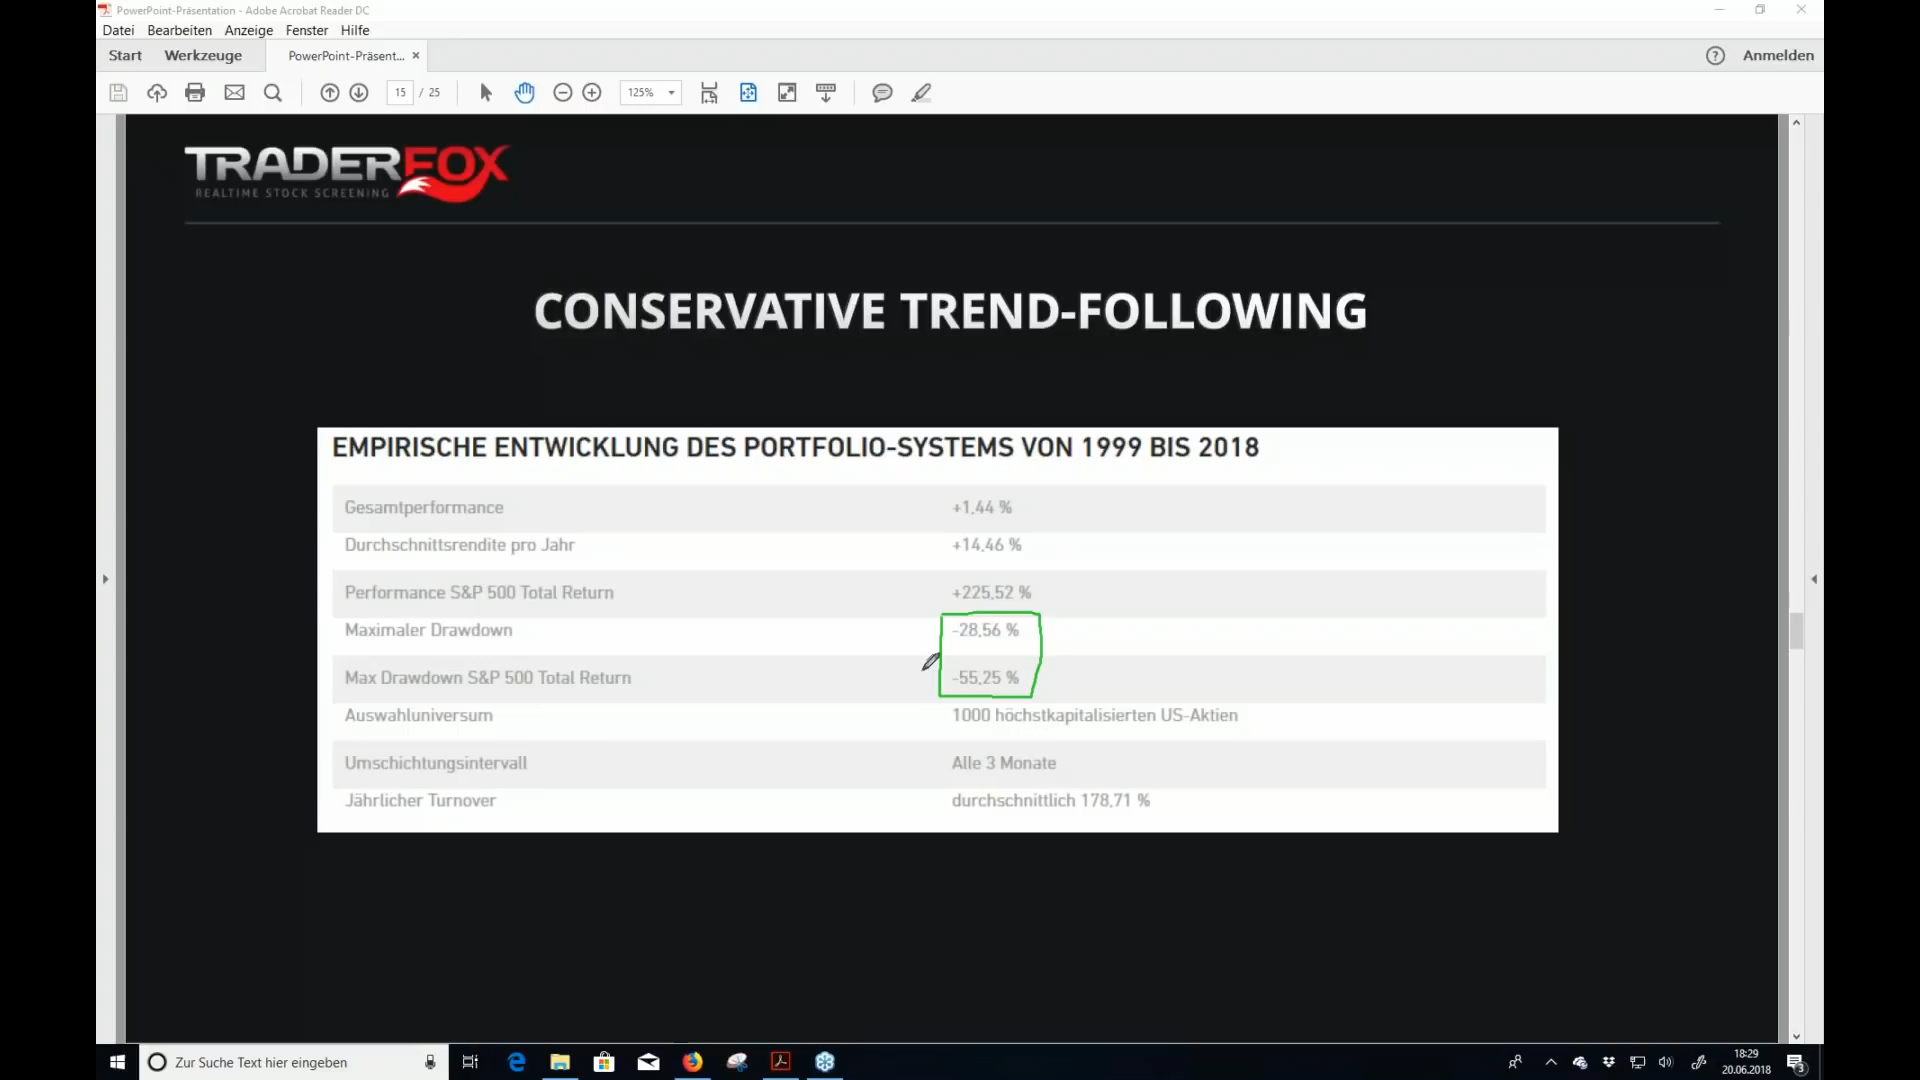 PowerPoint-Präsentation - Adobe Acrobat Reader DC
Datei Bearbeiten Anzeige Fenster Hilfe
Start Werkzeuge PowerPoint-Präsent... × ? Anmelden
15 / 25 125%
TRADERFOX
REALTIME STOCK SCREENING
CONSERVATIVE TREND-FOLLOWING
EMPIRISCHE ENTWICKLUNG DES PORTFOLIO-SYSTEMS VON 1999 BIS 2018
Gesamtperformance +1,44 %
Durchschnittsrendite pro Jahr +14,46 %
Performance S&P 500 Total Return +225,52 %
Maximaler Drawdown -28,56 %
Max Drawdown S&P 500 Total Return -55,25 %
Auswahluniversum 1000 höchstkapitalisierten US-Aktien
Umschichtungsintervall Alle 3 Monate
Jährlicher Turnover durchschnittlich 178,71 %
Zur Suche Text hier eingeben
18:29
20.06.2018
3